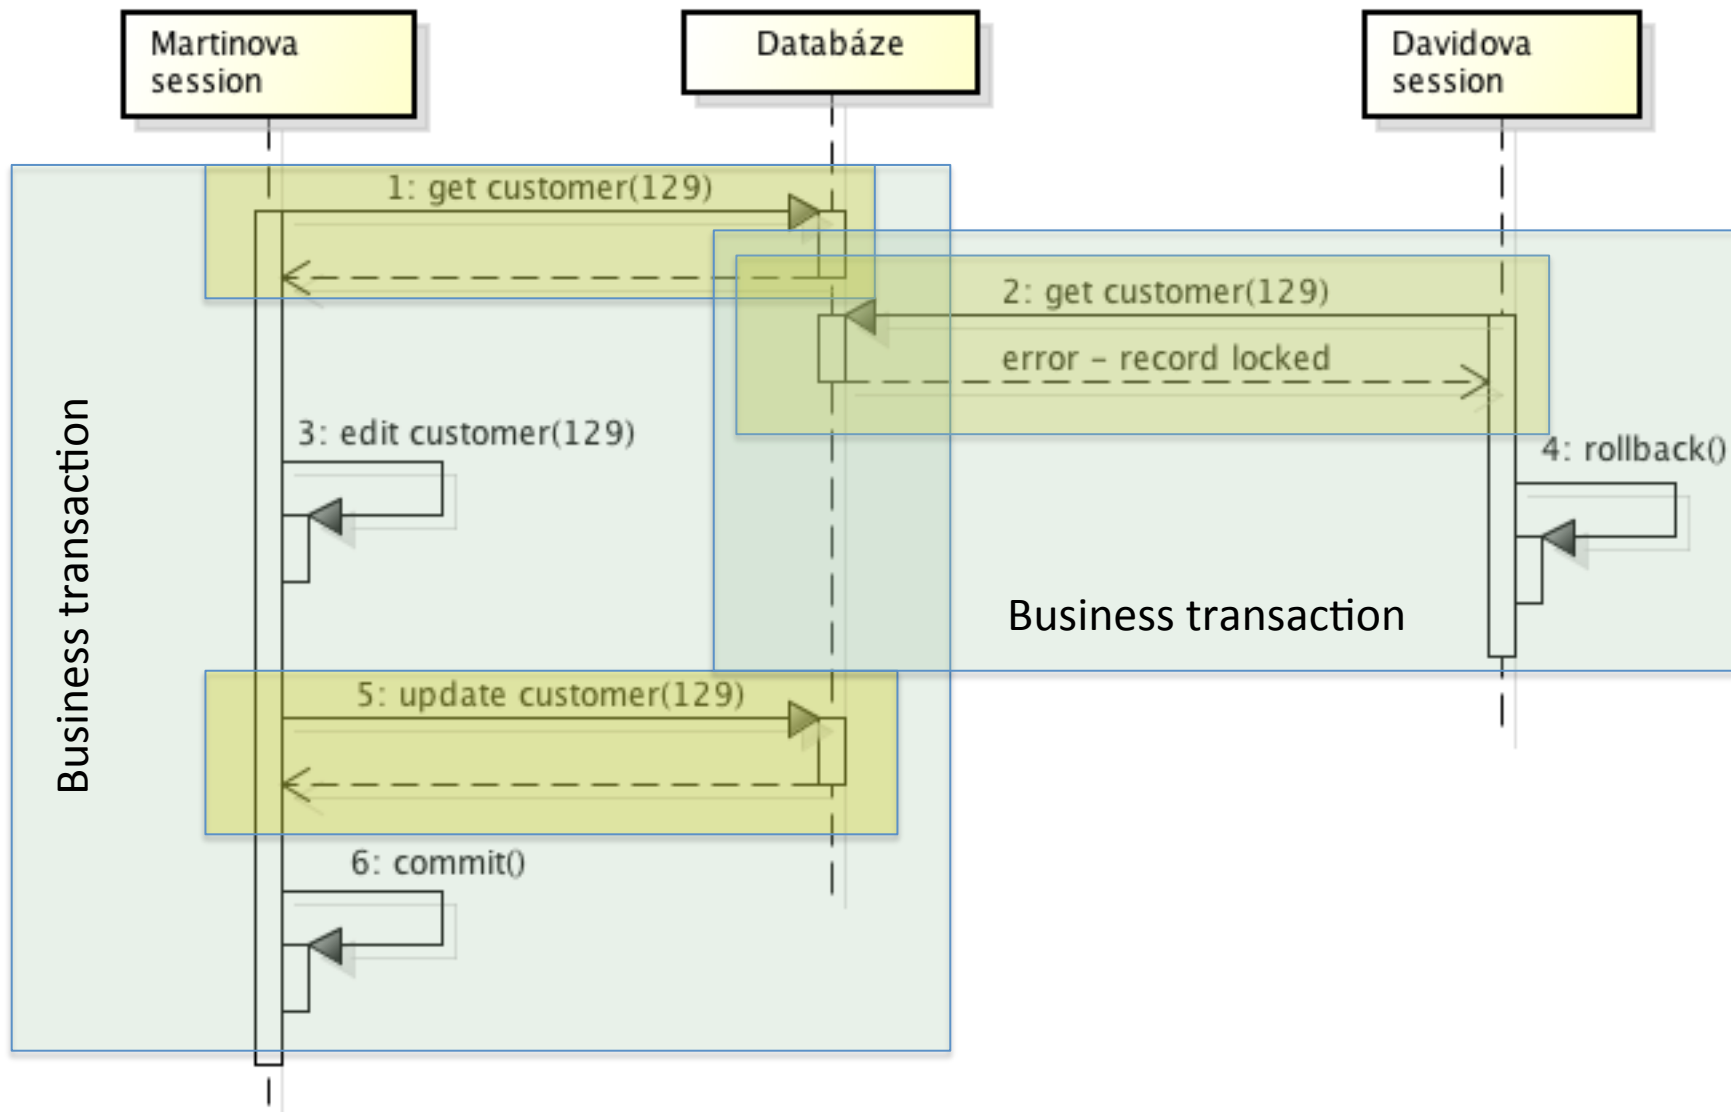 Martinova
session
Databáze
Davidova
session
1: get customer(129)
2: get customer(129)
error - record locked
3: edit customer(129)
4: rollback()
Business transaction
Business transaction
5: update customer(129)
6: commit()